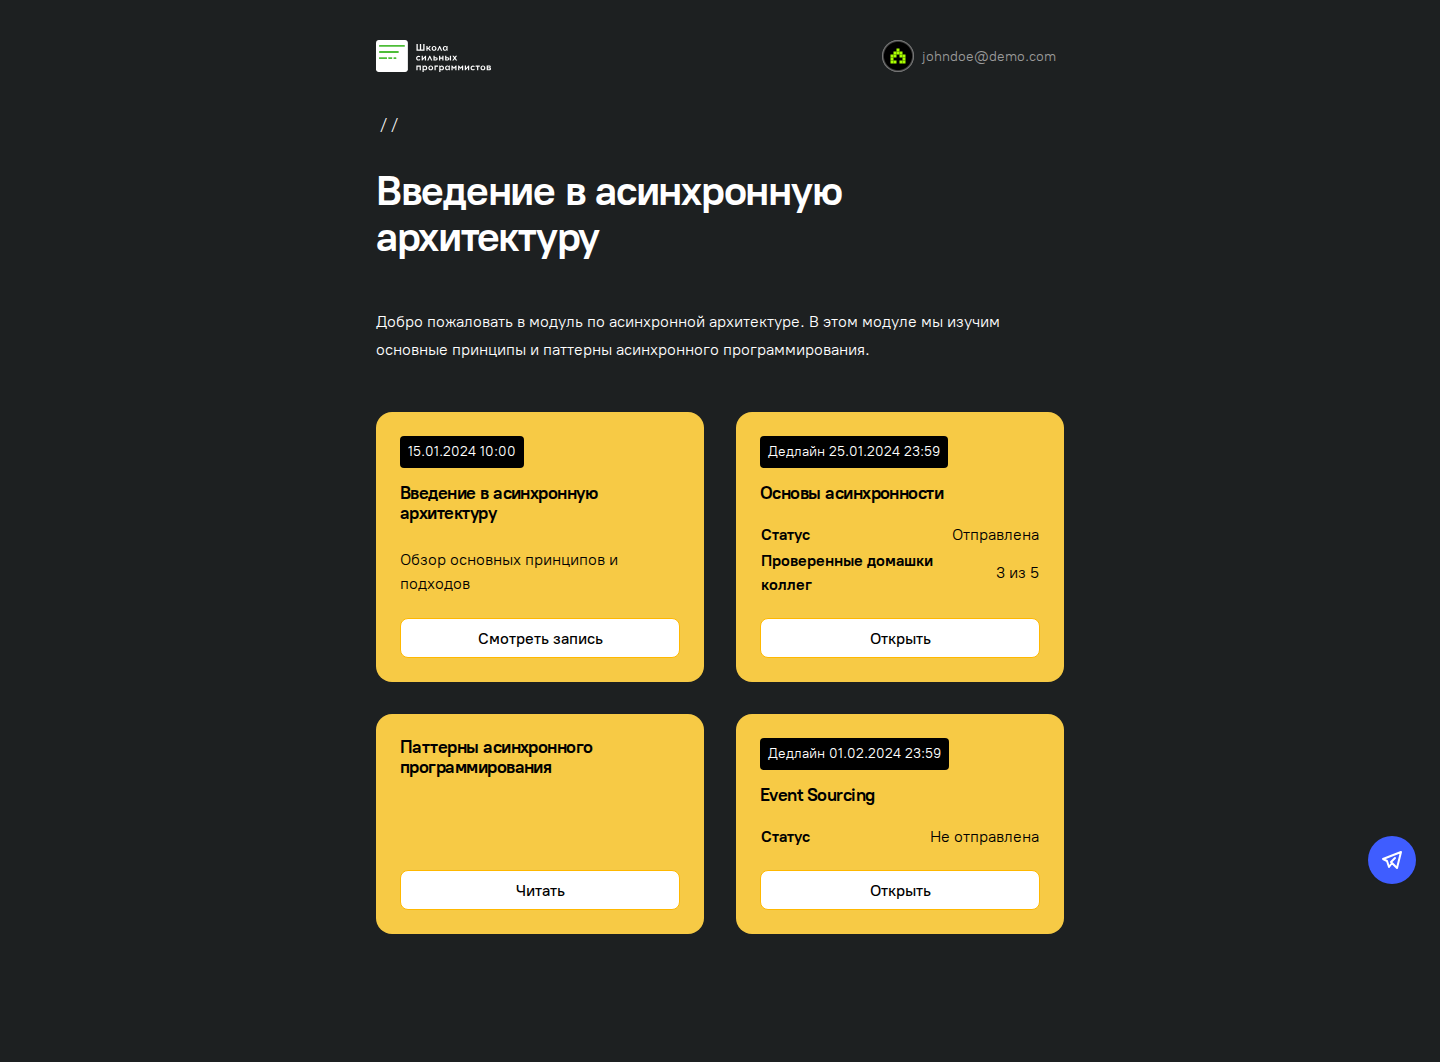 Школа
сильных
программистов
johndoe@demo.com
//
Введение в асинхронную
архитектуру
Добро пожаловать в модуль по асинхронной архитектуре. В этом модуле мы изучим
основные принципы и паттерны асинхронного программирования.
15.01.2024 10:00
Введение в асинхронную
архитектуру
Обзор основных принципов и
подходов
Смотреть запись
Дедлайн 25.01.2024 23:59
Основы асинхронности
Статус Отправлена
Проверенные домашки
коллег 3 из 5
Открыть
Паттерны асинхронного
программирования
Читать
Дедлайн 01.02.2024 23:59
Event Sourcing
Статус Не отправлена
Открыть